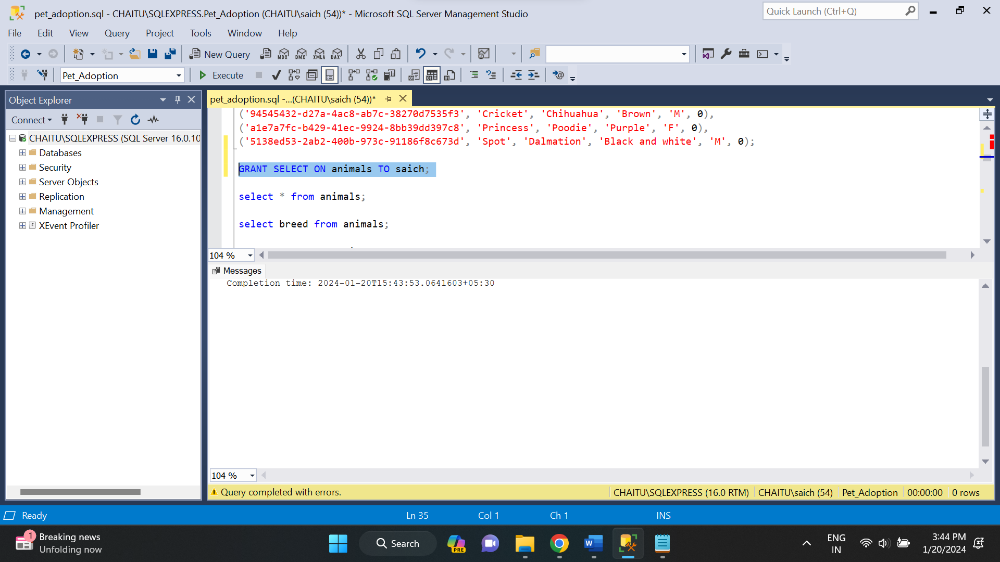 pet_adoption.sql - CHAITU\SQLEXPRESS.Pet_Adoption (CHAITU\saich (54))* - Microsoft SQL Server Management Studio
Quick Launch (Ctrl+Q)
File Edit View Query Project Tools Window Help
New Query MDX DMX XMLA DAX
Pet_Adoption Execute
Object Explorer
Connect
CHAITU\SQLEXPRESS (SQL Server 16.0.10
Databases
Security
Server Objects
Replication
Management
XEvent Profiler
pet_adoption.sql -...(CHAITU\saich (54))*
('94545432-d27a-4ac8-ab7c-38270d7535f3', 'Cricket', 'Chihuahua', 'Brown', 'M', 0),
('a1e7a7fc-b429-41ec-9924-8bb39dd397c8', 'Princess', 'Poodie', 'Purple', 'F', 0),
('5138ed53-2ab2-400b-973c-91186f8c673d', 'Spot', 'Dalmation', 'Black and white', 'M', 0);
GRANT SELECT ON animals TO saich;
select * from animals;
select breed from animals;
104 %
Messages
Completion time: 2024-01-20T15:43:53.0641603+05:30
104 %
Query completed with errors. CHAITU\SQLEXPRESS (16.0 RTM) CHAITU\saich (54) Pet_Adoption 00:00:00 0 rows
Ready Ln 35 Col 1 Ch 1 INS
1 Breaking news
Unfolding now
Search
PRE
W
ENG
IN
3:44 PM
1/20/2024